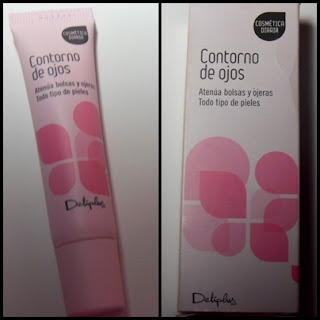 COSMÉTICA
DIARIA
Contorno
de ojos
Atenúa bolsas y ojeras
Todo tipo de pieles
Deliplus
COSMÉTICA
DIARIA
Contorno
de ojos
Atenúa bolsas y ojeras
Todo tipo de pieles
Deliplus